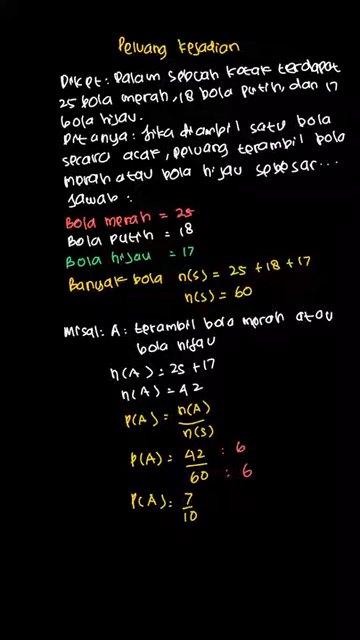 Peluang Kejadian
Diket: Dalam sebuah kotak terdapat
25 bola merah, 18 bola putih, dan 17
bola hijau.
Ditanya: Jika diambil satu bola
secara acak, peluang terambil bola
merah atau bola hijau sebesar...
Jawab:
Bola merah = 25
Bola putih = 18
Bola hijau = 17
Banyak bola n(s) = 25 + 18 + 17
n(s) = 60
Misal: A: terambil bola merah atau
bola hijau
n(A) = 25 + 17
n(A) = 42
P(A) = n(A)
n(s)
P(A) = 42 : 6
60 : 6
P(A) = 7
10